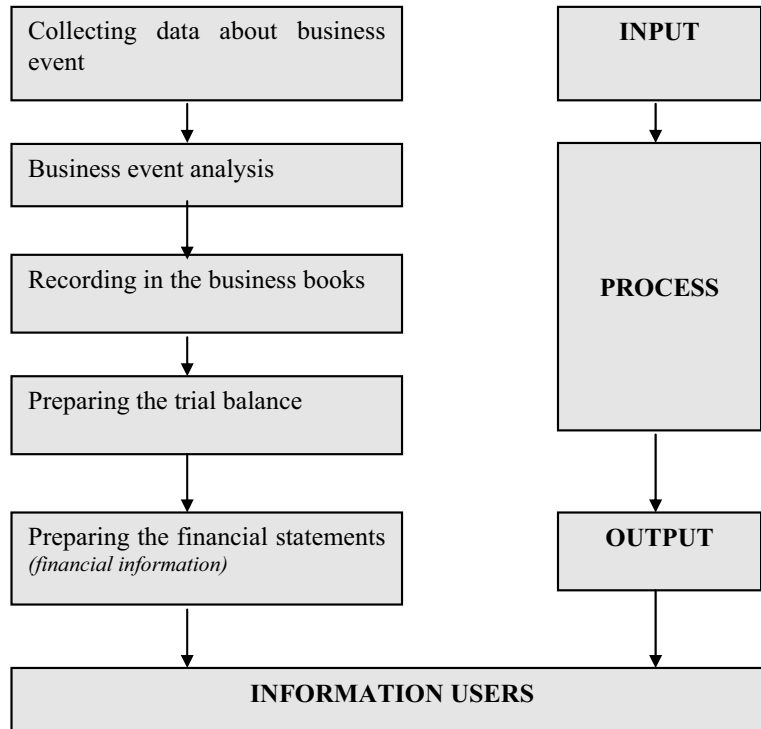 Collecting data about business
event
INPUT
Business event analysis
Recording in the business books
PROCESS
Preparing the trial balance
Preparing the financial statements
(financial information)
OUTPUT
INFORMATION USERS